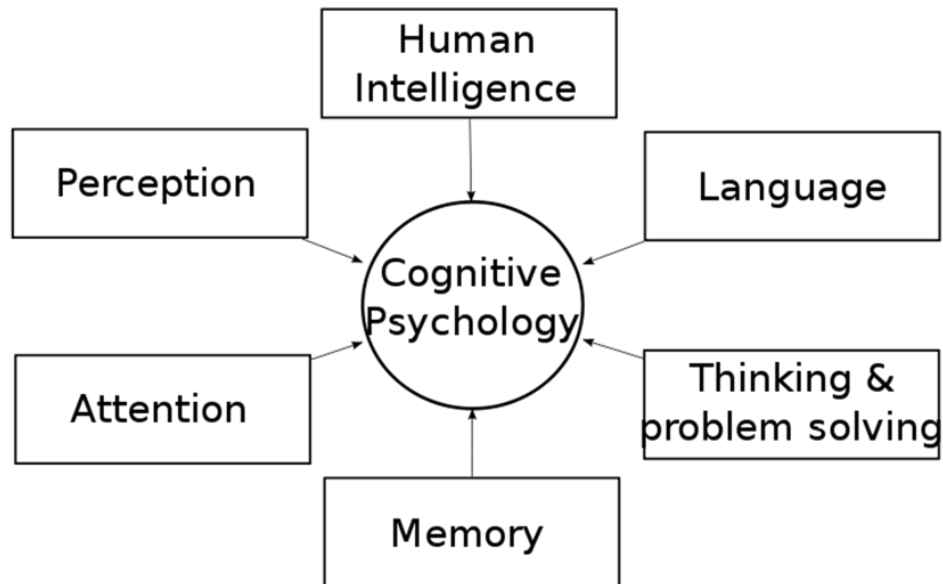 Human
Intelligence
Perception
Language
Cognitive
Psychology
Attention
Thinking &
problem solving
Memory